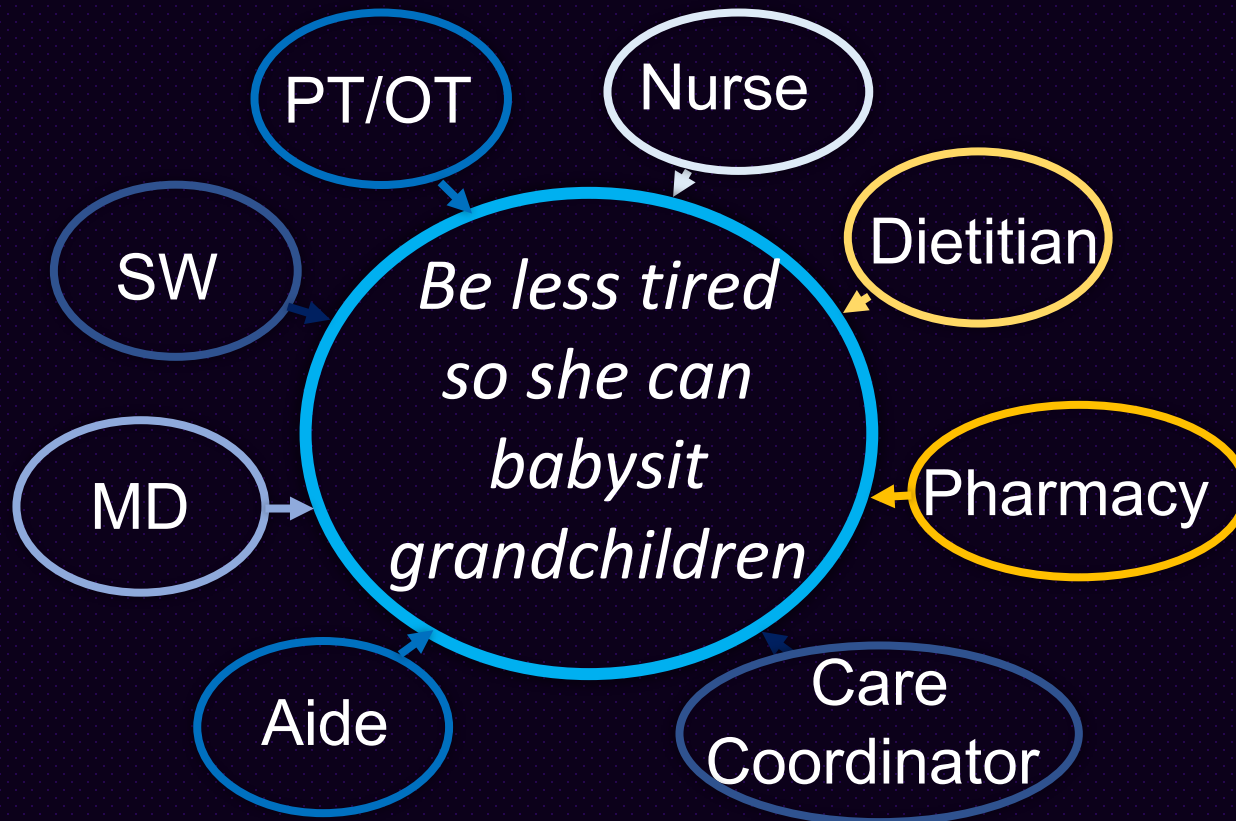 PT/OT
Nurse
Dietitian
SW
Be less tired
so she can
babysit
grandchildren
MD
Pharmacy
Aide
Care
Coordinator